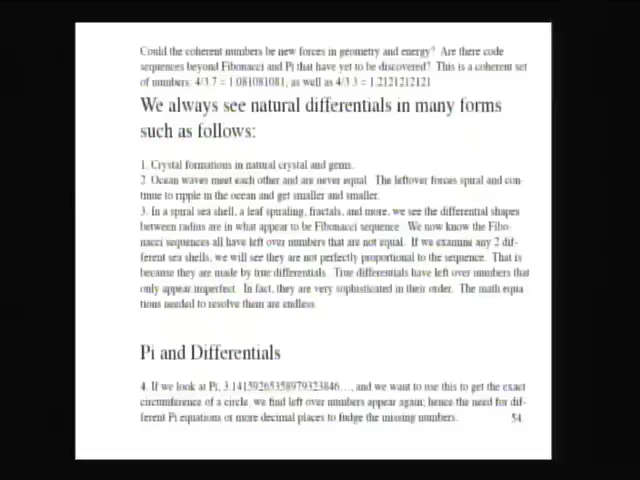 Could the coherent numbers be new forces in geometry and energy? Are there code
sequences beyond Fibonacci and Pi that have yet to be discovered? This is a coherent set
of numbers: 4/3.7 = 1.081081081, as well as 4/3.3 = 1.2121212121
We always see natural differentials in many forms
such as follows:
1. Crystal formations in natural crystal and gems.
2. Ocean waves meet each other and are never equal. The leftover forces spiral and con-
tinue to ripple in the ocean and get smaller and smaller.
3. In a spiral sea shell, a leaf spiraling, fractals, and more, we see the differential shapes
between radius are in what appear to be Fibonacci sequence. We now know the Fibo-
nacci sequences all have left over numbers that are not equal. If we examine any 2 dif-
ferent sea shells, we will see they are not perfectly proportional to the sequence. That is
because they are made by true differentials. True differentials have left over numbers that
only appear imperfect. In fact, they are very sophisticated in their order. The math equa-
tions needed to resolve them are endless.
Pi and Differentials
4. If we look at Pi, 3.14159265358979323846..., and we want to use this to get the exact
circumference of a circle, we find left over numbers appear again; hence the need for dif-
ferent Pi equations or more decimal places to fudge the missing numbers.
54